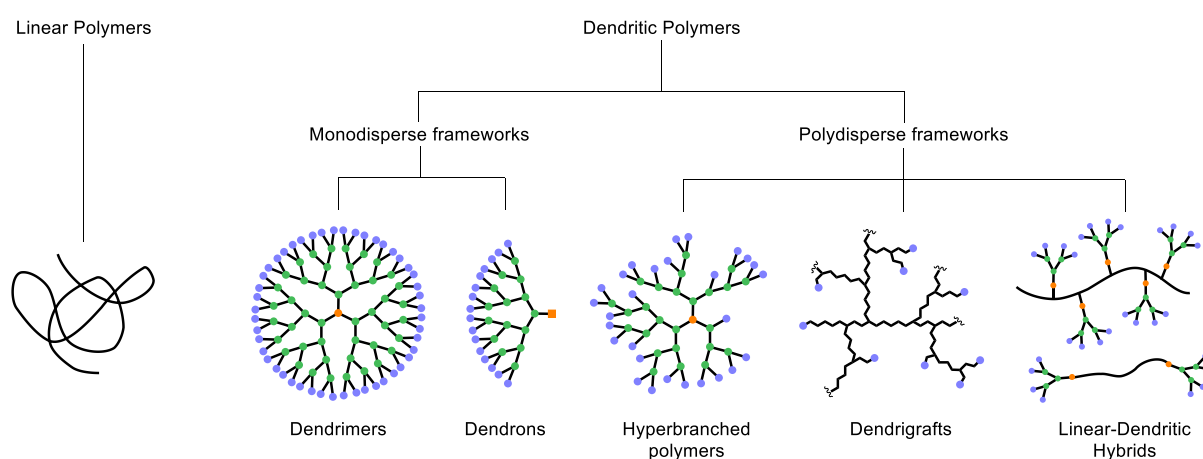 Linear Polymers
Dendritic Polymers
Monodisperse frameworks
Polydisperse frameworks
Dendrimers
Dendrons
Hyperbranched
polymers
Dendrigrafts
Linear-Dendritic
Hybrids